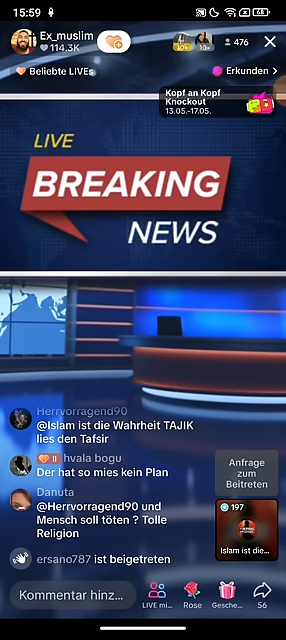 15:59
68
Ex_muslim
114.3K
10+
10+
476
Beliebte LIVEs
Erkunden
Kopf an Kopf
Knockout
13.05.-17.05.
LIVE
BREAKING
NEWS
Herrvorragend90
@Islam ist die Wahrheit TAJIK
lies den Tafsir
II hvala bogu
Der hat so mies kein Plan
Danuta
@Herrvorragend90 und
Mensch soll töten ? Tolle
Religion
ersano787 ist beigetreten
Anfrage
zum
Beitreten
197
Islam ist die...
Kommentar hinz...
LIVE mi...
Rose
Gesche...
56